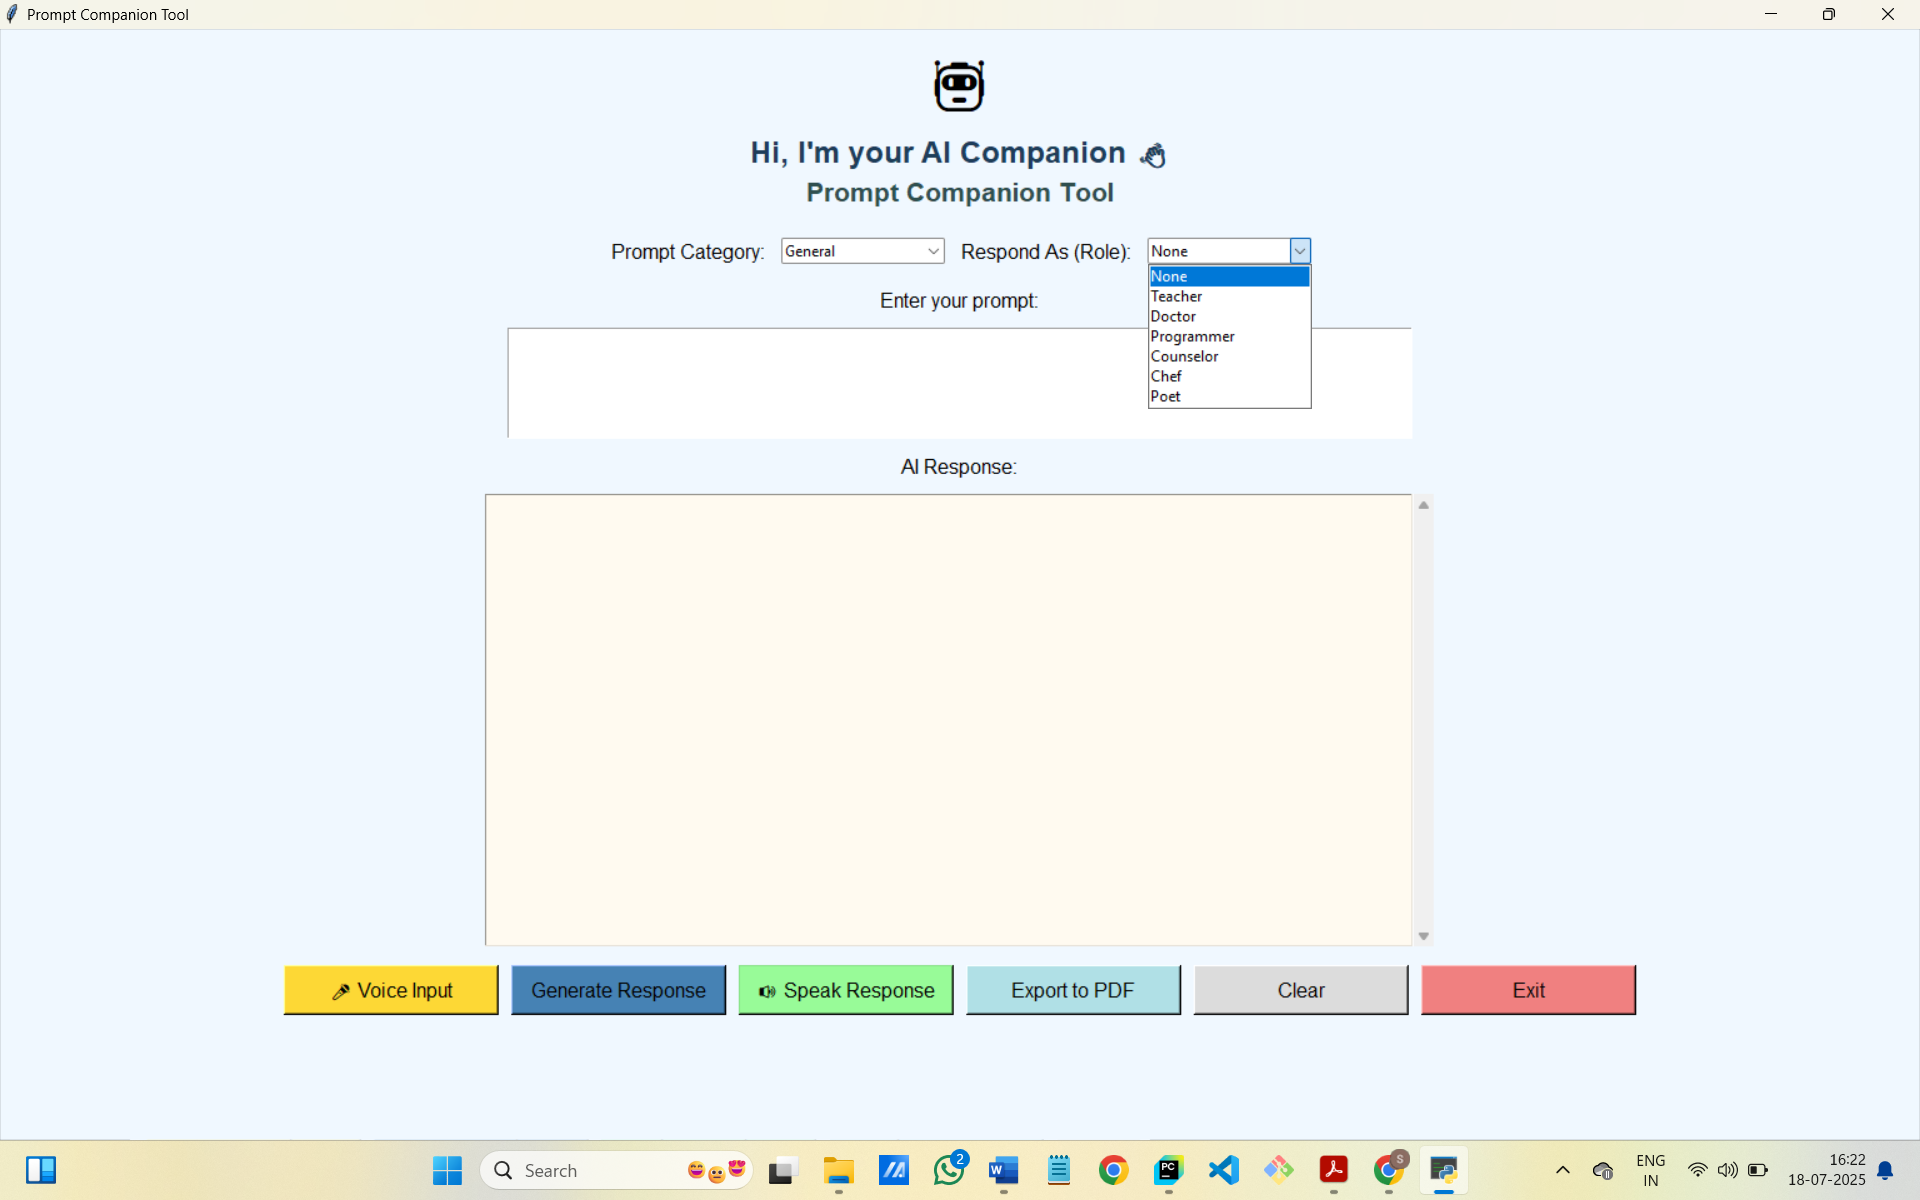 Prompt Companion Tool
Hi, I'm your AI Companion
Prompt Companion Tool
Prompt Category: General Respond As (Role): None
None
Teacher
Doctor
Programmer
Counselor
Chef
Poet
Enter your prompt:
AI Response:
Voice Input Generate Response Speak Response Export to PDF Clear Exit
Search
2
W
PC
S
ENG
IN
16:22
18-07-2025